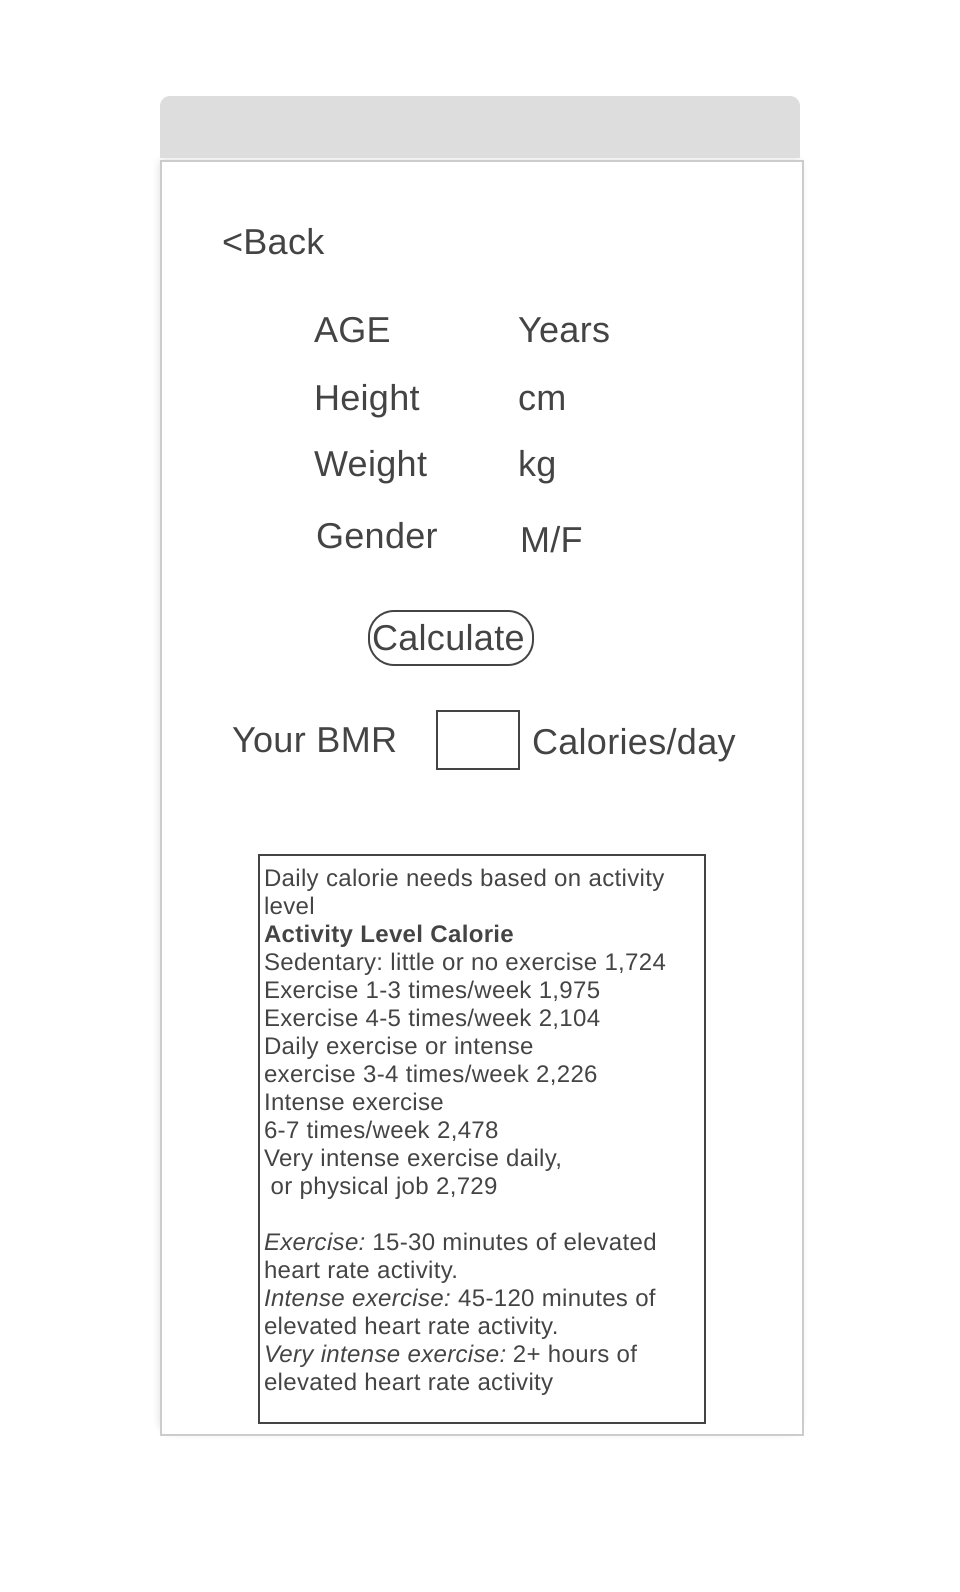 <Back
AGE Years
Height cm
Weight kg
Gender M/F
Calculate
Your BMR Calories/day
Daily calorie needs based on activity
level
Activity Level Calorie
Sedentary: little or no exercise 1,724
Exercise 1-3 times/week 1,975
Exercise 4-5 times/week 2,104
Daily exercise or intense
exercise 3-4 times/week 2,226
Intense exercise
6-7 times/week 2,478
Very intense exercise daily,
or physical job 2,729
Exercise: 15-30 minutes of elevated
heart rate activity.
Intense exercise: 45-120 minutes of
elevated heart rate activity.
Very intense exercise: 2+ hours of
elevated heart rate activity